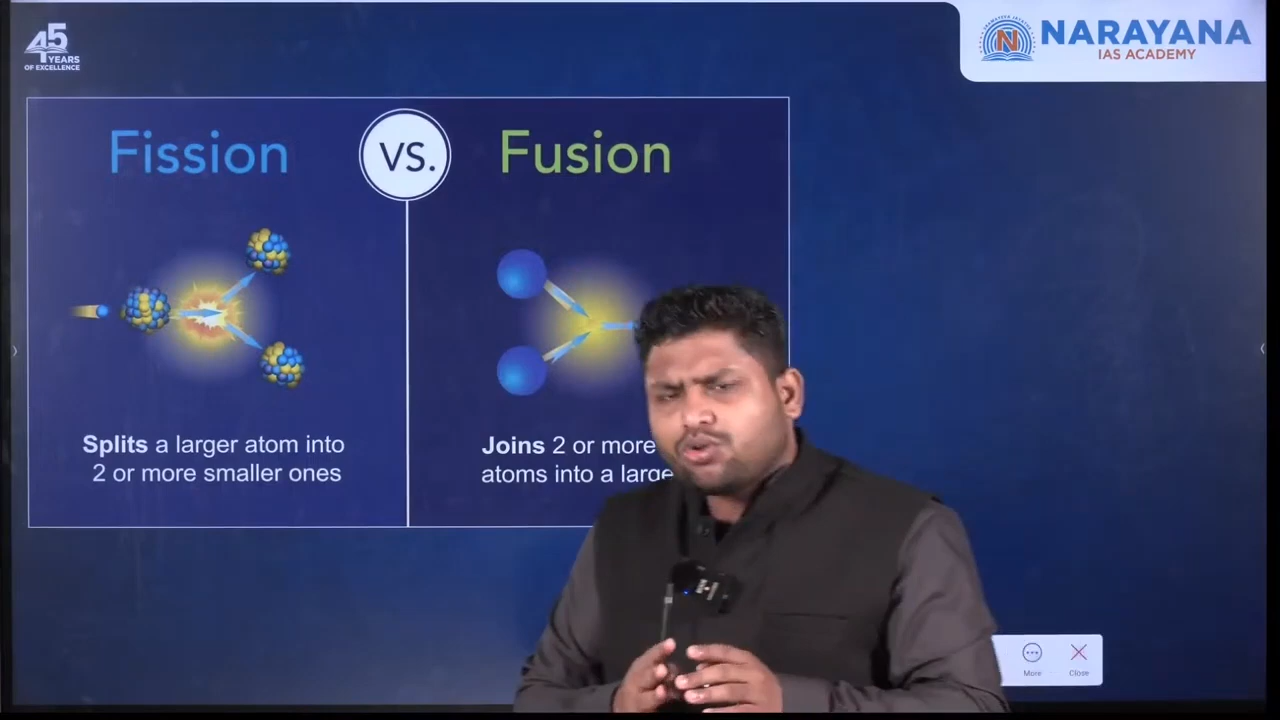 45
YEARS
OF EXCELLENCE
N
NARAYANA
IAS ACADEMY
Fission
VS.
Fusion
Splits a larger atom into
2 or more smaller ones
Joins 2 or more
atoms into a large
More
Close